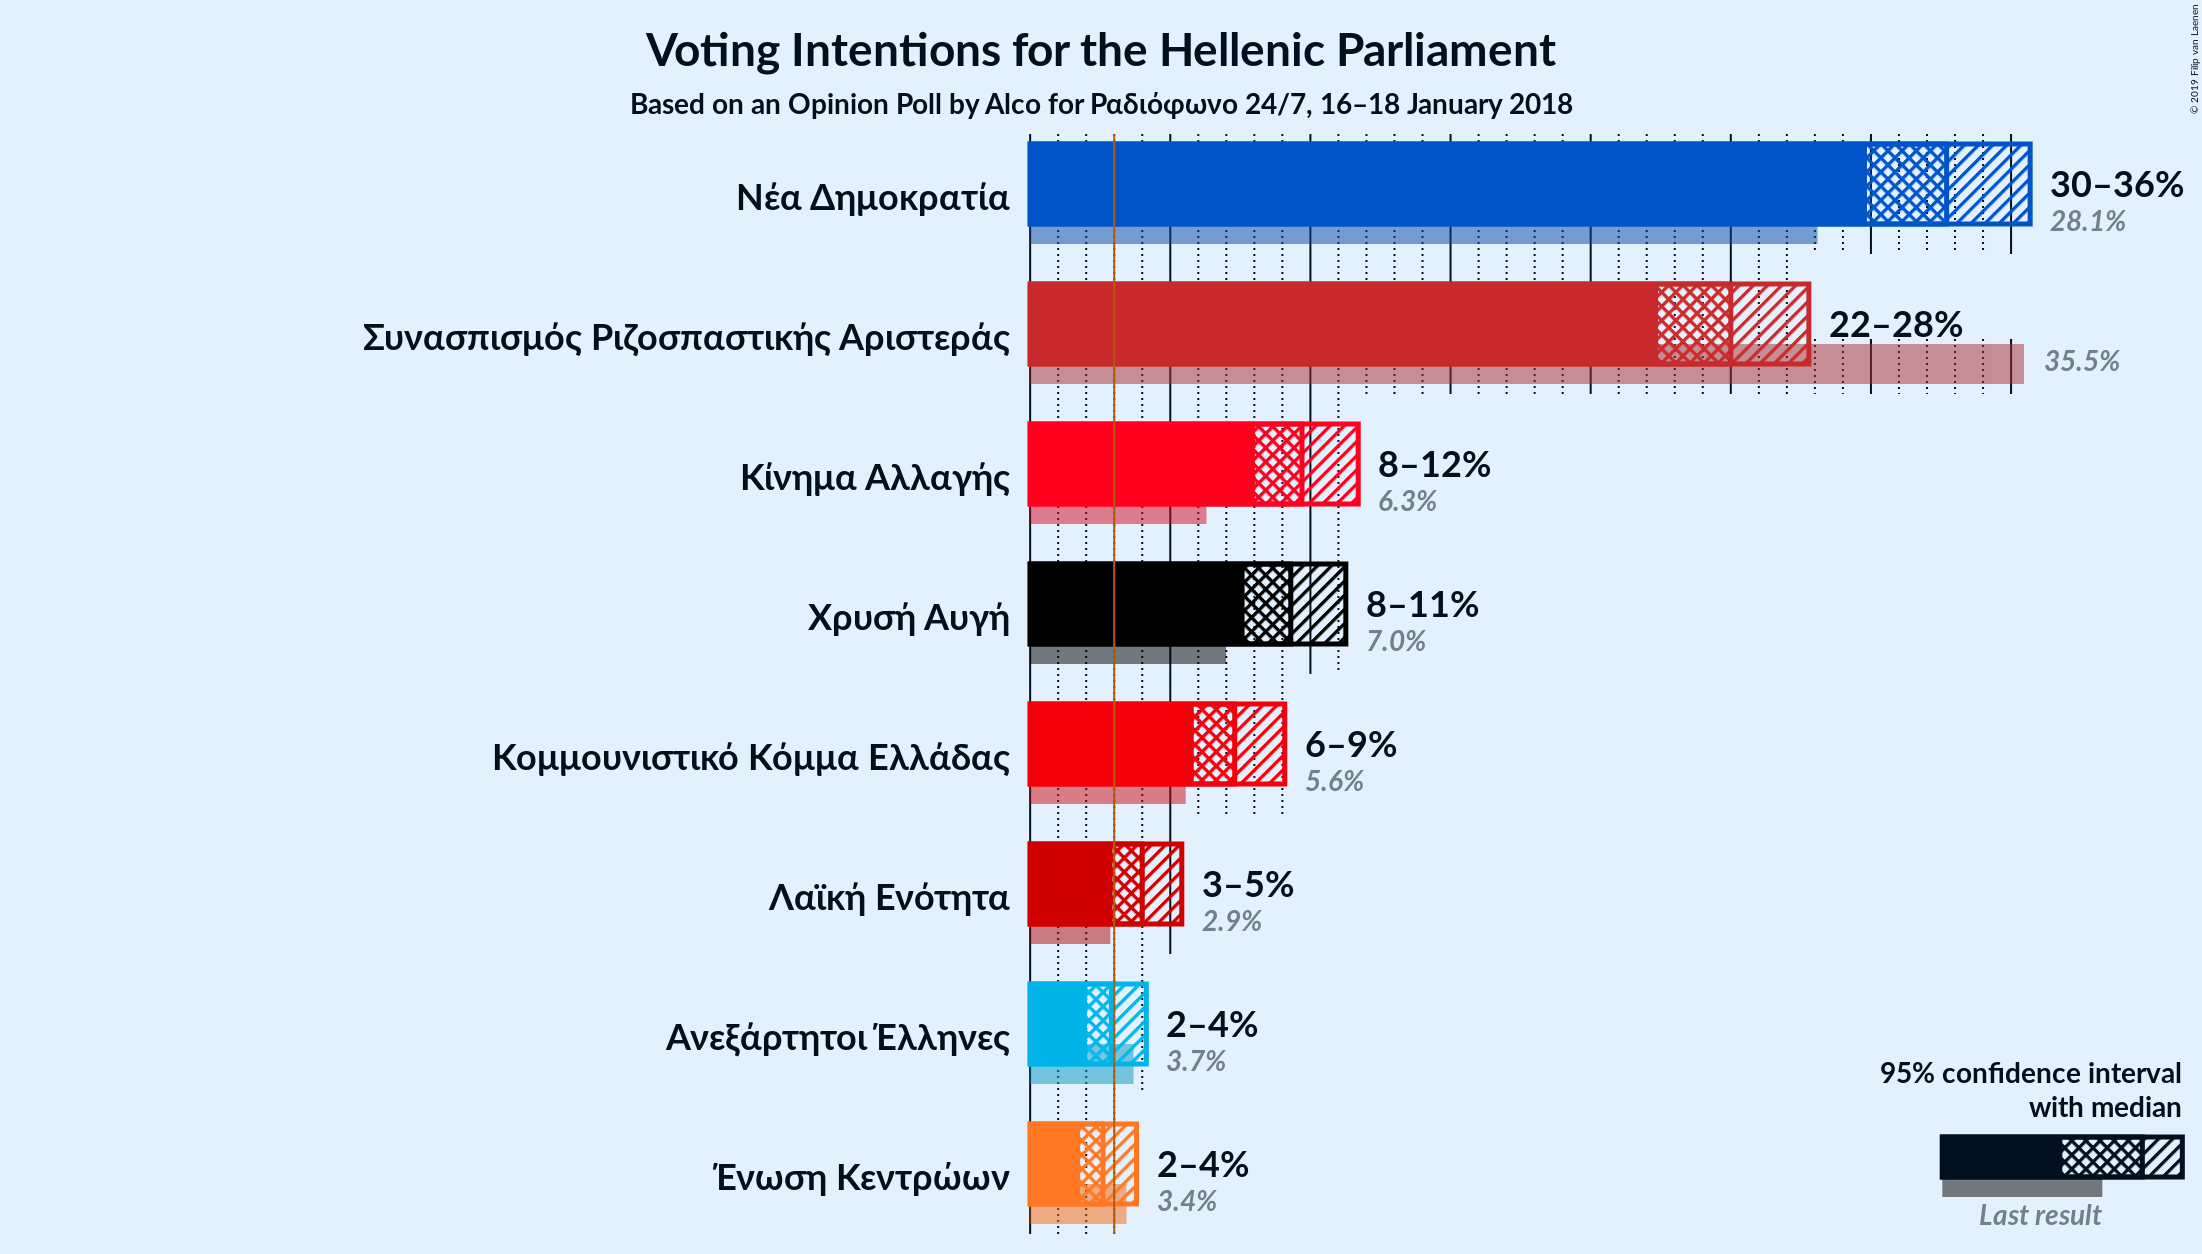 Voting Intentions for the Hellenic Parliament
Based on an Opinion Poll by Alco for Ραδιόφωνο 24/7, 16–18 January 2018
© 2019 Filip van Laenen
Νέα Δημοκρατία
30–36%
28.1%
Συνασπισμός Ριζοσπαστικής Αριστεράς
22–28%
35.5%
Κίνημα Αλλαγής
8–12%
6.3%
Χρυσή Αυγή
8–11%
7.0%
Κομμουνιστικό Κόμμα Ελλάδας
6–9%
5.6%
Λαϊκή Ενότητα
3–5%
2.9%
Ανεξάρτητοι Έλληνες
2–4%
3.7%
Ένωση Κεντρώων
2–4%
3.4%
95% confidence interval
with median
Last result